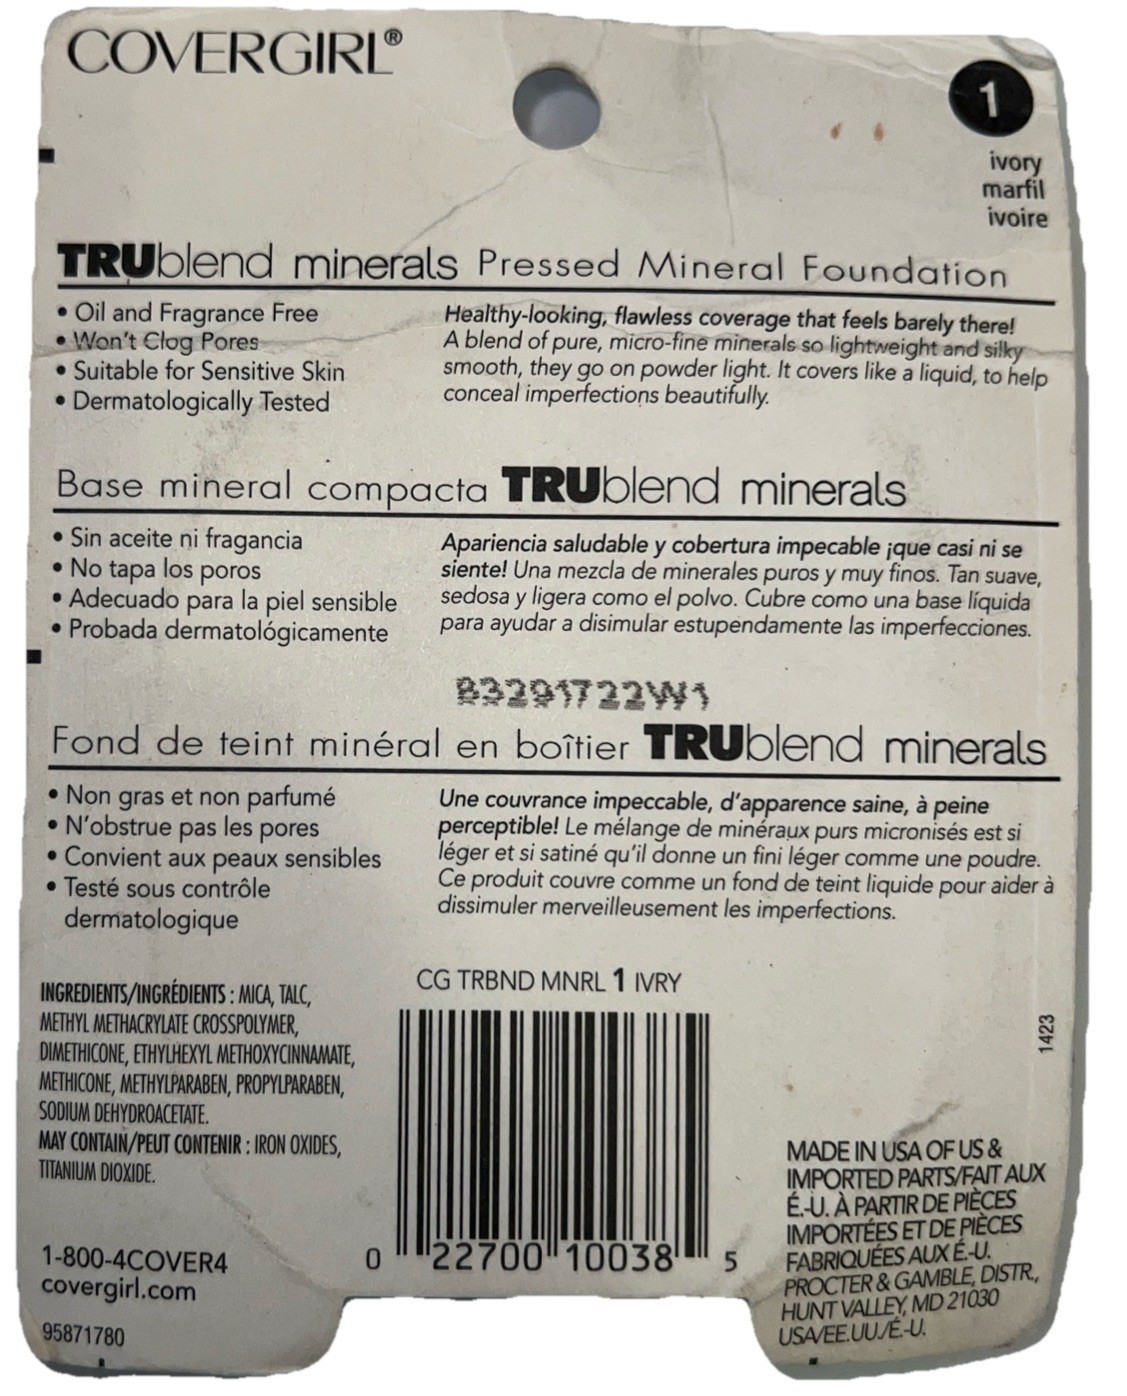 COVERGIRL®
1
ivory
marfil
ivoire
TRUblend minerals Pressed Mineral Foundation
• Oil and Fragrance Free
• Won't Clog Pores
• Suitable for Sensitive Skin
• Dermatologically Tested
Healthy-looking, flawless coverage that feels barely there!
A blend of pure, micro-fine minerals so lightweight and silky
smooth, they go on powder light. It covers like a liquid, to help
conceal imperfections beautifully.
Base mineral compacta TRUblend minerals
• Sin aceite ni fragancia
• No tapa los poros
• Adecuado para la piel sensible
• Probada dermatológicamente
Apariencia saludable y cobertura impecable ¡que casi ni se
siente! Una mezcla de minerales puros y muy finos. Tan suave,
sedosa y ligera como el polvo. Cubre como una base líquida
para ayudar a disimular estupendamente las imperfecciones.
83291722W1
Fond de teint minéral en boîtier TRUblend minerals
• Non gras et non parfumé
• N'obstrue pas les pores
• Convient aux peaux sensibles
• Testé sous contrôle
dermatologique
Une couvrance impeccable, d'apparence saine, à peine
perceptible! Le mélange de minéraux purs micronisés est si
léger et si satiné qu'il donne un fini léger comme une poudre.
Ce produit couvre comme un fond de teint liquide pour aider à
dissimuler merveilleusement les imperfections.
INGREDIENTS/INGRÉDIENTS : MICA, TALC,
METHYL METHACRYLATE CROSSPOLYMER,
DIMETHICONE, ETHYLHEXYL METHOXYCINNAMATE,
METHICONE, METHYLPARABEN, PROPYLPARABEN,
SODIUM DEHYDROACETATE.
MAY CONTAIN/PEUT CONTENIR : IRON OXIDES,
TITANIUM DIOXIDE.
1-800-4COVER4
covergirl.com
95871780
CG TRBND MNRL 1 IVRY
0 22700 10038 5
1423
MADE IN USA OF US &
IMPORTED PARTS/FAIT AUX
É.-U. À PARTIR DE PIÈCES
IMPORTÉES ET DE PIÈCES
FABRIQUÉES AUX É.-U.
PROCTER & GAMBLE, DISTR.,
HUNT VALLEY, MD 21030
USA/EE.UU./É.-U.